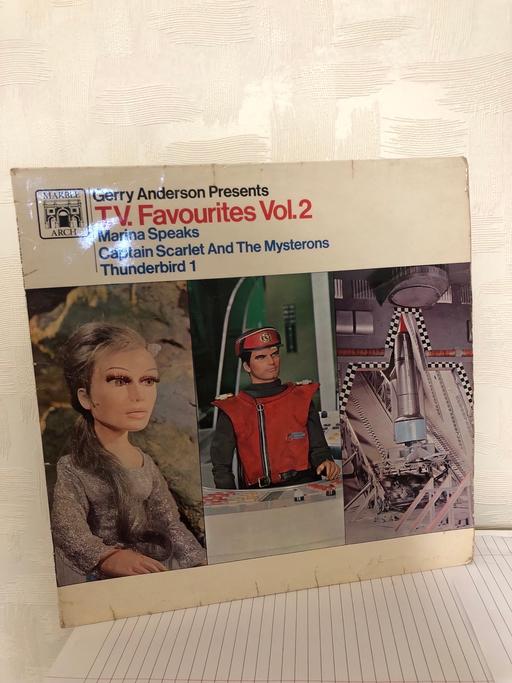 MARBLE
ARCH
Gerry Anderson Presents
T.V. Favourites Vol.2
Marina Speaks
Captain Scarlet And The Mysterons
Thunderbird 1